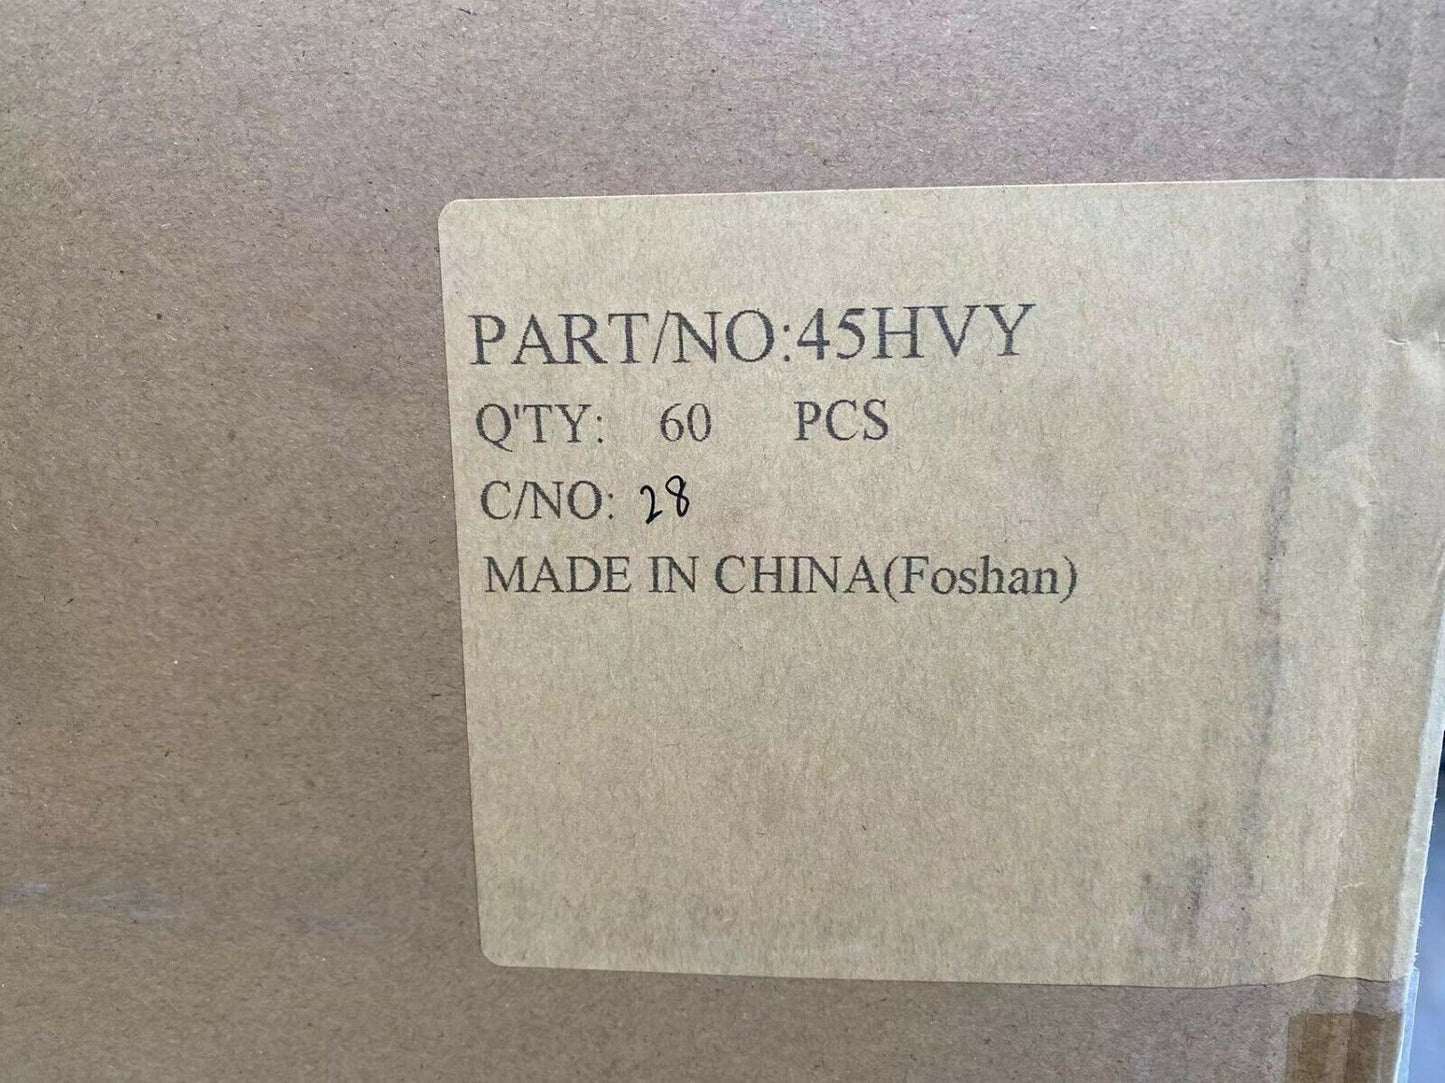 PART/NO:45HVY
Q'TY: 60 PCS
C/NO: 28
MADE IN CHINA(Foshan)